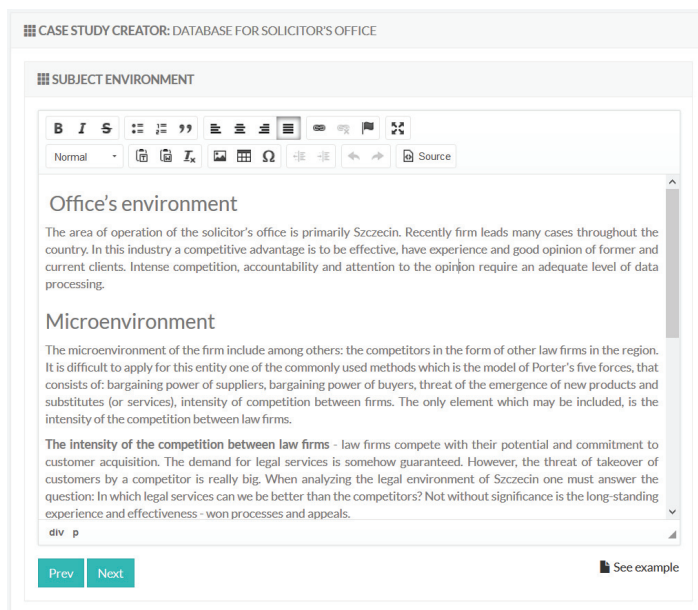 CASE STUDY CREATOR: DATABASE FOR SOLICITOR'S OFFICE
SUBJECT ENVIRONMENT
B I S
Normal Source
Office's environment
The area of operation of the solicitor's office is primarily Szczecin. Recently firm leads many cases throughout the
country. In this industry a competitive advantage is to be effective, have experience and good opinion of former and
current clients. Intense competition, accountability and attention to the opinion require an adequate level of data
processing.
Microenvironment
The microenvironment of the firm include among others: the competitors in the form of other law firms in the region.
It is difficult to apply for this entity one of the commonly used methods which is the model of Porter's five forces, that
consists of: bargaining power of suppliers, bargaining power of buyers, threat of the emergence of new products and
substitutes (or services), intensity of competition between firms. The only element which may be included, is the
intensity of the competition between law firms.
The intensity of the competition between law firms - law firms compete with their potential and commitment to
customer acquisition. The demand for legal services is somehow guaranteed. However, the threat of takeover of
customers by a competitor is really big. When analyzing the legal environment of Szczecin one must answer the
question: In which legal services can we be better than the competitors? Not without significance is the long-standing
experience and effectiveness - won processes and appeals.
div p
Prev Next See example